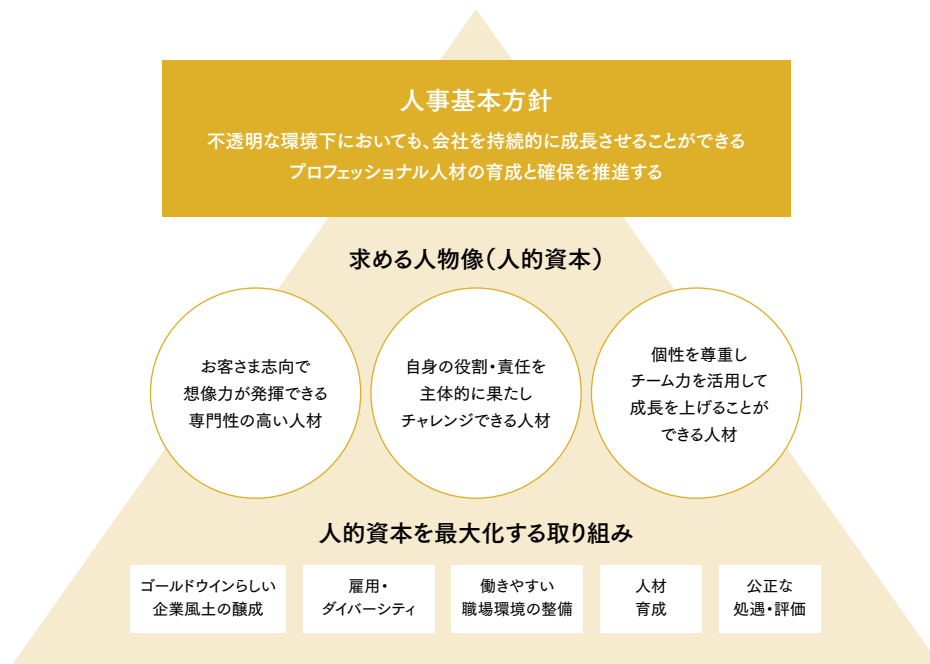 人事基本方針
不透明な環境下においても、会社を持続的に成長させることができる
プロフェッショナル人材の育成と確保を推進する
求める人物像（人的資本）
お客さま志向で
想像力が発揮できる
専門性の高い人材
自身の役割・責任を
主体的に果たし
チャレンジできる人材
個性を尊重し
チーム力を活用して
成長を上げることが
できる人材
人的資本を最大化する取り組み
ゴールドウインらしい
企業風土の醸成
雇用・
ダイバーシティ
働きやすい
職場環境の整備
人材
育成
公正な
処遇・評価